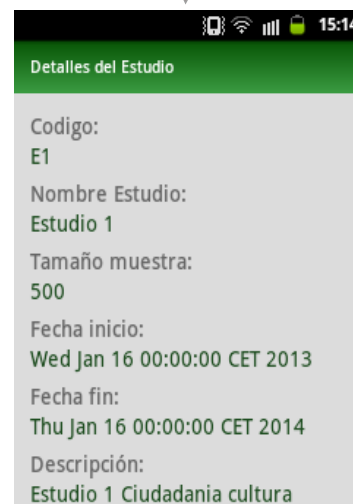 15:14
Detalles del Estudio
Codigo:
E1
Nombre Estudio:
Estudio 1
Tamaño muestra:
500
Fecha inicio:
Wed Jan 16 00:00:00 CET 2013
Fecha fin:
Thu Jan 16 00:00:00 CET 2014
Descripción:
Estudio 1 Ciudadania cultura